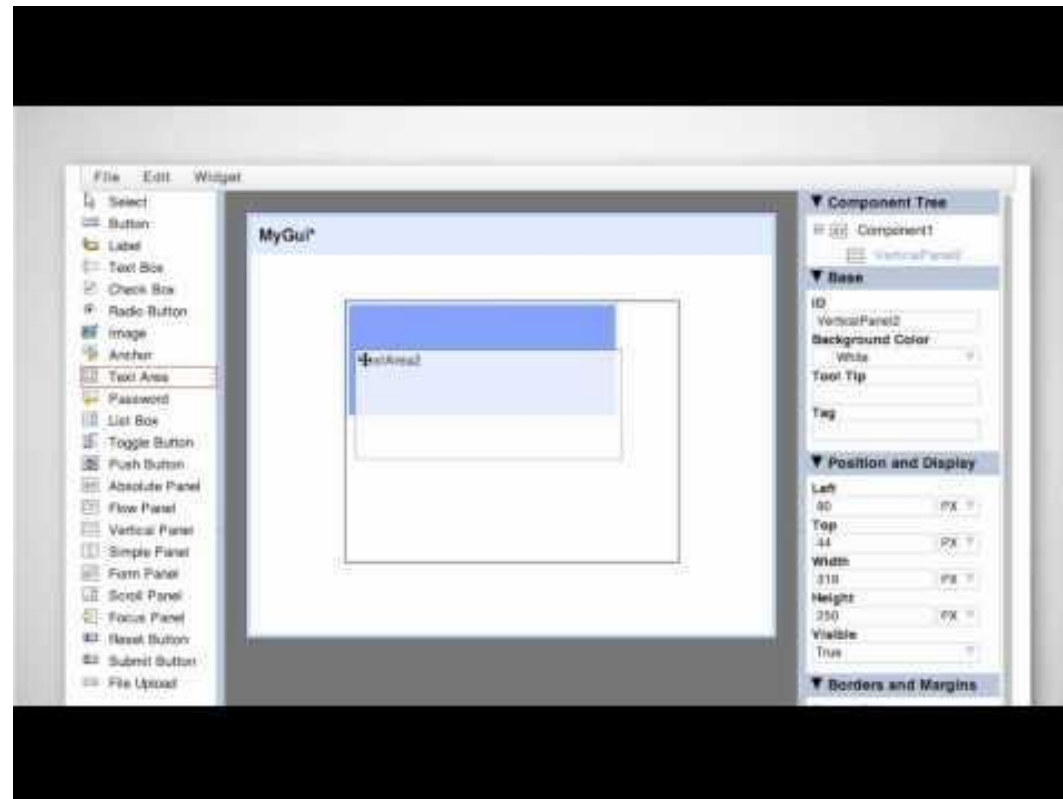 File Edit Widget
Select
Button
Label
Text Box
Check Box
Radio Button
Image
Anchor
Text Area
Password
List Box
Toggle Button
Push Button
Absolute Panel
Flow Panel
Vertical Panel
Simple Panel
Form Panel
Scroll Panel
Focus Panel
Reset Button
Submit Button
File Upload
MyGui*
TextArea2
Component Tree
Component1
VerticalPanel2
Base
ID
VerticalPanel2
Background Color
White
Tool Tip
Tag
Position and Display
Left
80 PX
Top
44 PX
Width
318 PX
Height
250 PX
Visible
True
Borders and Margins